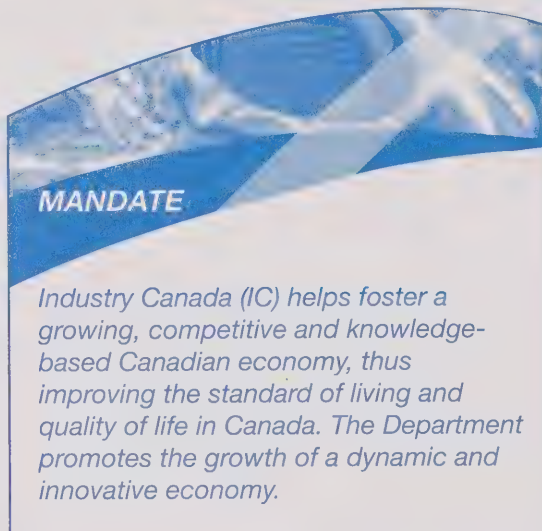 MANDATE
Industry Canada (IC) helps foster a
growing, competitive and knowledge-
based Canadian economy, thus
improving the standard of living and
quality of life in Canada. The Department
promotes the growth of a dynamic and
innovative economy.